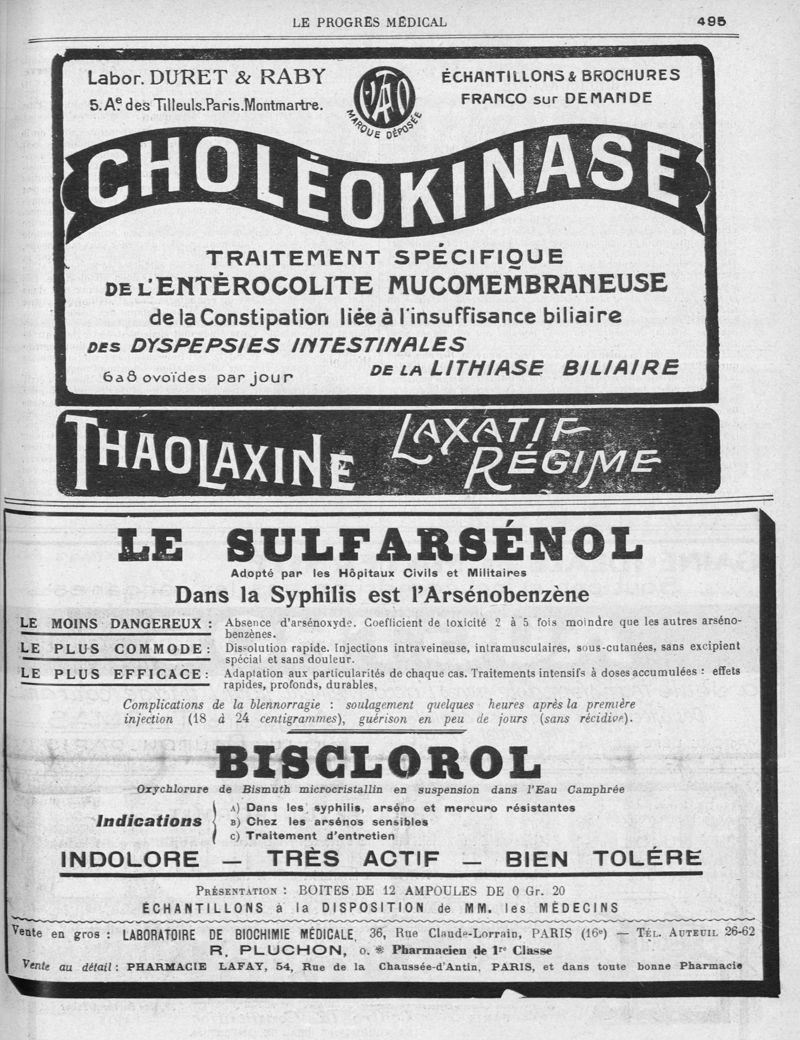 LE PROGRÈS MÉDICAL 495
Labor. DURET & RABY
5. Ae des Tilleuls. Paris. Montmartre.
MARQUE DÉPOSÉE
ÉCHANTILLONS & BROCHURES
FRANCO sur DEMANDE
CHOLÉOKINASE
TRAITEMENT SPÉCIFIQUE
DE L'ENTÉROCOLITE MUCOMEMBRANEUSE
de la Constipation liée à l'insuffisance biliaire
DES DYSPEPSIES INTESTINALES
DE LA LITHIASE BILIAIRE
6 a 8 ovoïdes par jour
THAOLAXINE
LAXATIF
RÉGIME
LE SULFARSÉNOL
Adopté par les Hôpitaux Civils et Militaires
Dans la Syphilis est l'Arsénobenzène
LE MOINS DANGEREUX : Absence d'arsénoxyde. Coefficient de toxicité 2 à 5 fois moindre que les autres arséno-
benzènes.
LE PLUS COMMODE : Dissolution rapide. Injections intraveineuse, intramusculaires, sous-cutanées, sans excipient
spécial et sans douleur.
LE PLUS EFFICACE : Adaptation aux particularités de chaque cas. Traitements intensifs à doses accumulées : effets
rapides, profonds, durables.
Complications de la blennorragie : soulagement quelques heures après la première
injection (18 à 24 centigrammes), guérison en peu de jours (sans récidive).
BISCLOROL
Oxychlorure de Bismuth microcristallin en suspension dans l'Eau Camphrée
Indications
A) Dans les syphilis, arséno et mercuro résistantes
B) Chez les arsénos sensibles
C) Traitement d'entretien
INDOLORE — TRÈS ACTIF — BIEN TOLÉRÉ
PRÉSENTATION : BOITES DE 12 AMPOULES DE 0 Gr. 20
ÉCHANTILLONS à la DISPOSITION de MM. les MÉDECINS
Vente en gros : LABORATOIRE DE BIOCHIMIE MÉDICALE, 36, Rue Claude-Lorrain, PARIS (16e) — TÉL. AUTEUIL 26-62
R. PLUCHON, O. ※ Pharmacien de 1re Classe
Vente au détail : PHARMACIE LAFAY, 54, Rue de la Chaussée-d'Antin, PARIS, et dans toute bonne Pharmacie